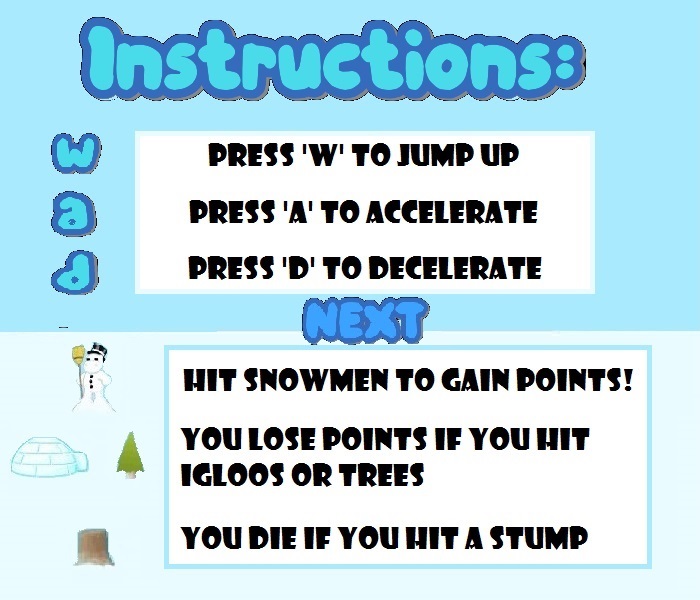 Instructions:
w
PRESS 'W' TO JUMP UP
a
PRESS 'A' TO ACCELERATE
d
PRESS 'D' TO DECELERATE
NEXT
HIT SNOWMEN TO GAIN POINTS!
YOU LOSE POINTS IF YOU HIT
IGLOOS OR TREES
YOU DIE IF YOU HIT A STUMP